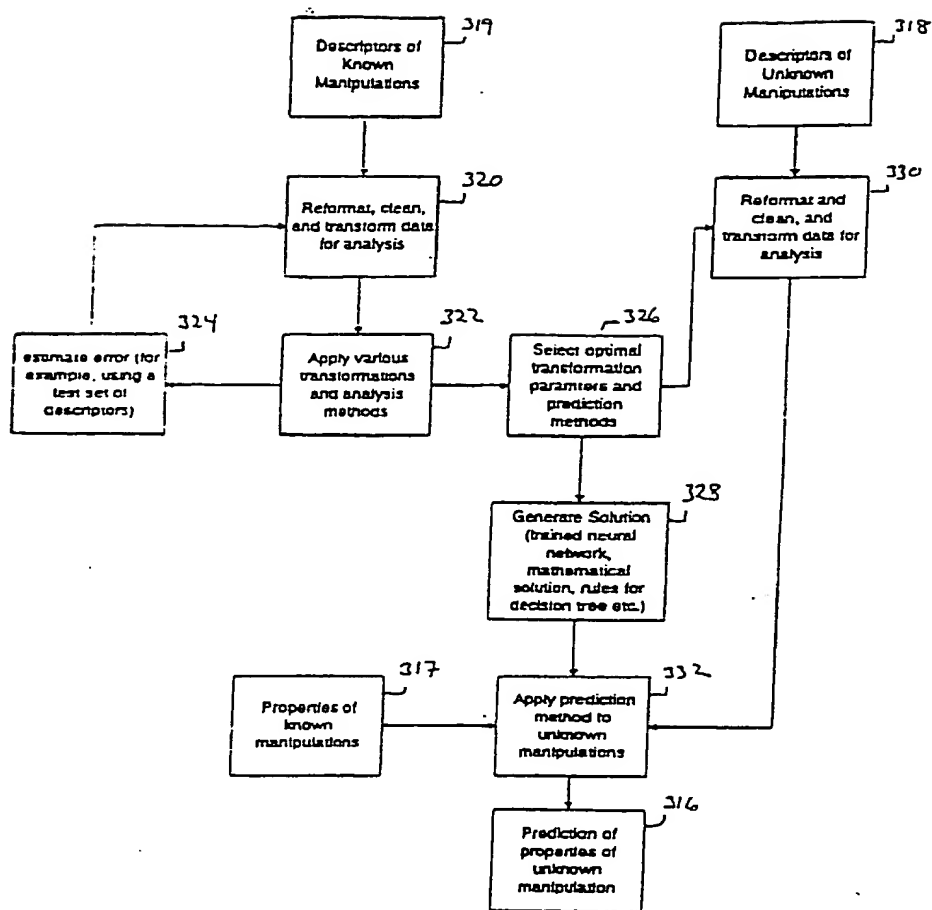 319
Descriptors of
Known
Manipulations
318
Descriptors of
Unknown
Manipulations
320
Reformat, clean,
and transform data
for analysis
330
Reformat and
clean, and
transform data for
analysis
324
estimate error (for
example, using a
test set of
descriptors)
322
Apply various
transformations
and analysis
methods
326
Select optimal
transformation
paramters and
prediction
methods
328
Generate Solution
(trained neural
network,
mathematical
solution, rules for
decision tree etc.)
317
Properties of
known
manipulations
332
Apply prediction
method to
unknown
manipulations
316
Prediction of
properties of
unknown
manipulation